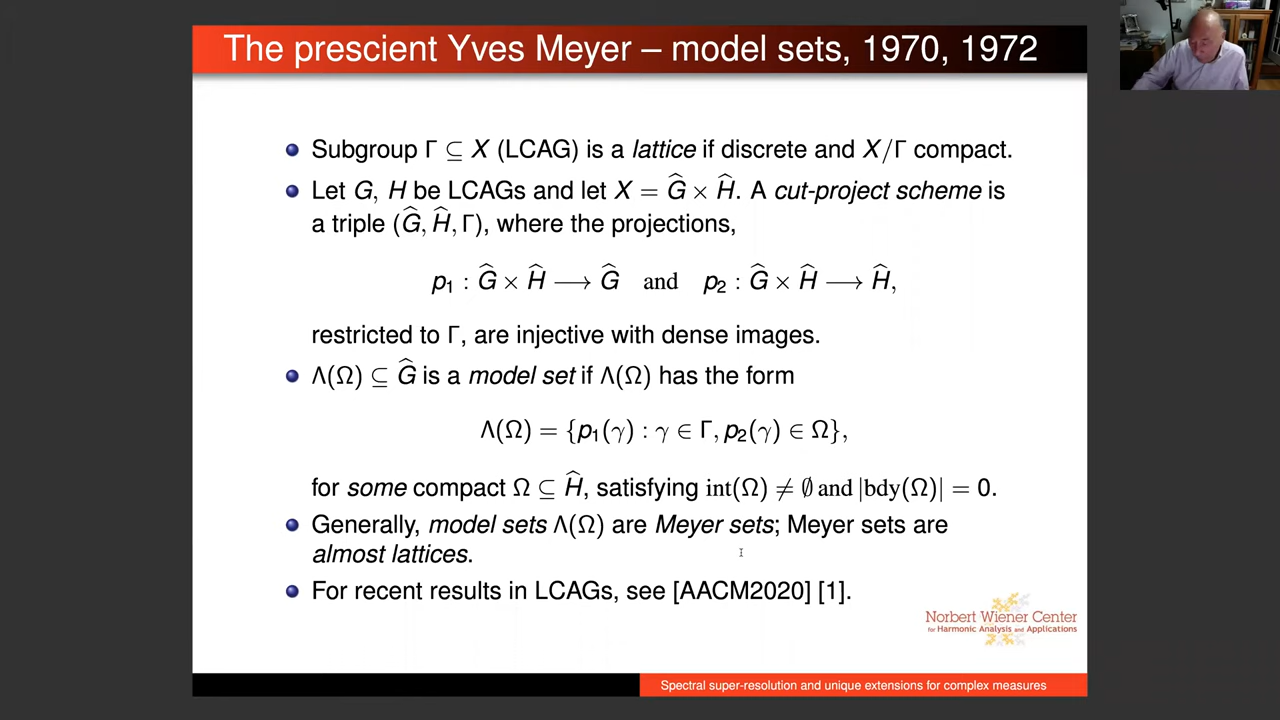 The prescient Yves Meyer – model sets, 1970, 1972
Subgroup Γ ⊆ X (LCAG) is a lattice if discrete and X/Γ compact.
Let G, H be LCAGs and let X = Ĝ × Ĥ. A cut-project scheme is
a triple (Ĝ, Ĥ, Γ), where the projections,
p₁ : Ĝ × Ĥ ⟶ Ĝ and p₂ : Ĝ × Ĥ ⟶ Ĥ,
restricted to Γ, are injective with dense images.
Λ(Ω) ⊆ Ĝ is a model set if Λ(Ω) has the form
Λ(Ω) = {p₁(γ) : γ ∈ Γ, p₂(γ) ∈ Ω},
for some compact Ω ⊆ Ĥ, satisfying int(Ω) ≠ ∅ and |bdy(Ω)| = 0.
Generally, model sets Λ(Ω) are Meyer sets; Meyer sets are
almost lattices.
For recent results in LCAGs, see [AACM2020] [1].
Norbert Wiener Center
for Harmonic Analysis and Applications
Spectral super-resolution and unique extensions for complex measures